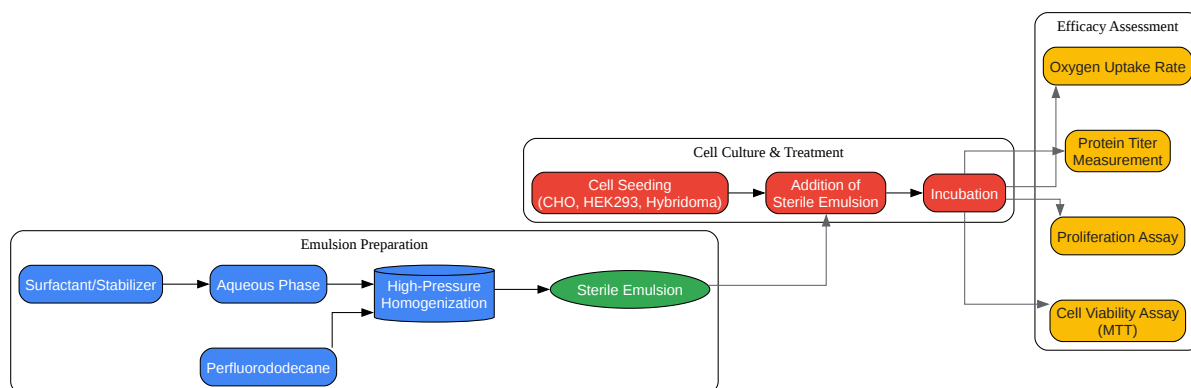 Efficacy Assessment
Oxygen Uptake Rate
Protein Titer
Measurement
Proliferation Assay
Cell Viability Assay
(MTT)
Cell Culture & Treatment
Cell Seeding
(CHO, HEK293, Hybridoma)
Addition of
Sterile Emulsion
Incubation
Emulsion Preparation
Surfactant/Stabilizer
Aqueous Phase
High-Pressure
Homogenization
Sterile Emulsion
Perfluorododecane